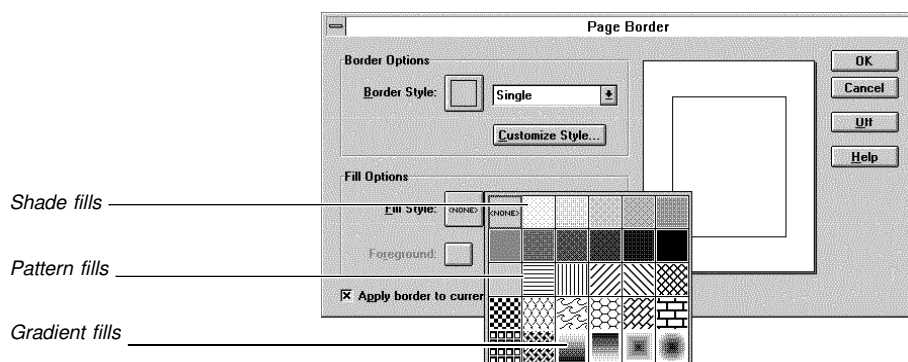 Page Border
Border Options
Border Style:
Single
Customize Style...
OK
Cancel
Off
Help
Fill Options
Fill Style:
<NONE>
<NONE>
Foreground:
Apply border to curre
Shade fills
Pattern fills
Gradient fills